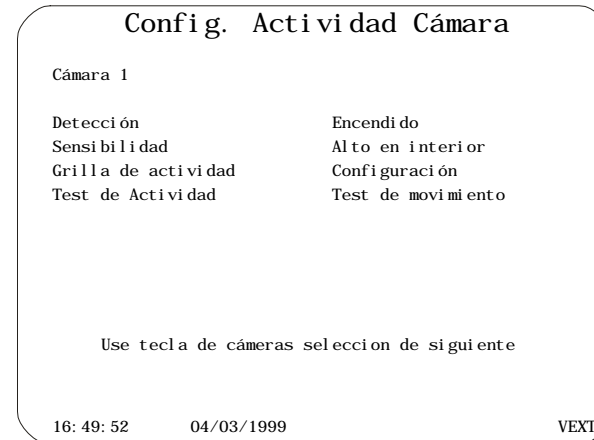 Config. Actividad Cámara
Cámara 1
Detección Encendido
Sensibilidad Alto en interior
Grilla de actividad Configuración
Test de Actividad Test de movimiento
Use tecla de cámeras seleccion de siguiente
16:49:52 04/03/1999 VEXT